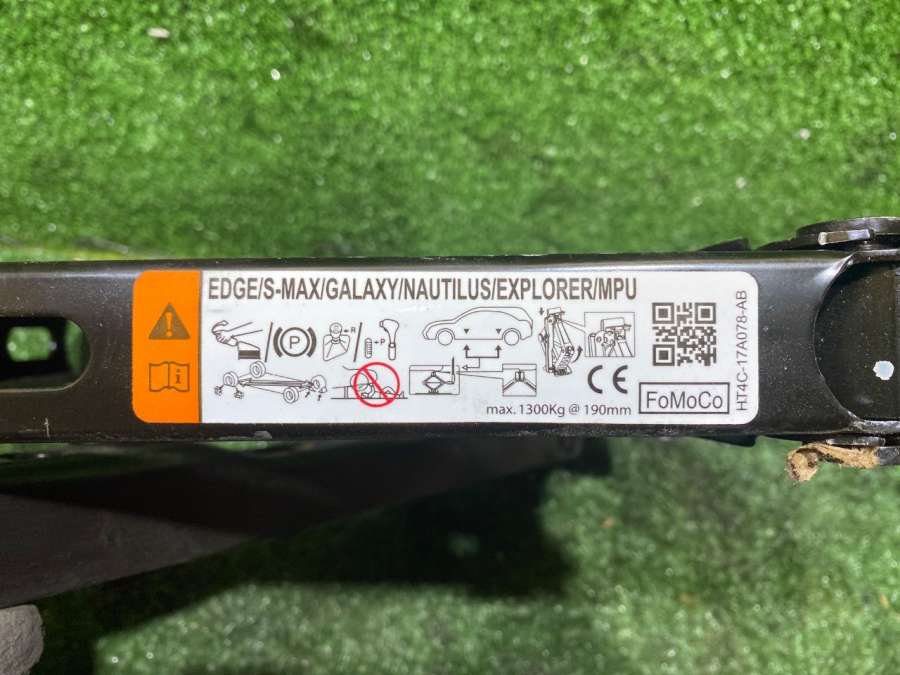 EDGE/S-MAX/GALAXY/NAUTILUS/EXPLORER/MPU
P
R
P
max. 1300Kg @ 190mm
CE
FoMoCo
HT4C-17A078-AB